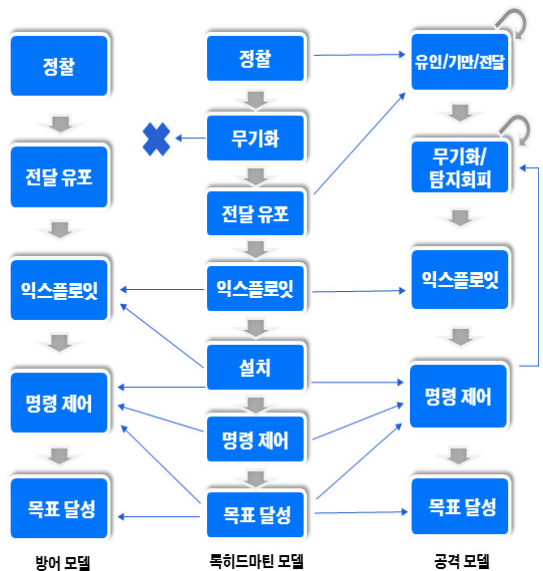 정찰
전달 유포
익스플로잇
명령 제어
목표 달성
방어 모델
정찰
무기화
전달 유포
익스플로잇
설치
명령 제어
목표 달성
록히드마틴 모델
유인/기만/전달
무기화/
탐지회피
익스플로잇
명령 제어
목표 달성
공격 모델